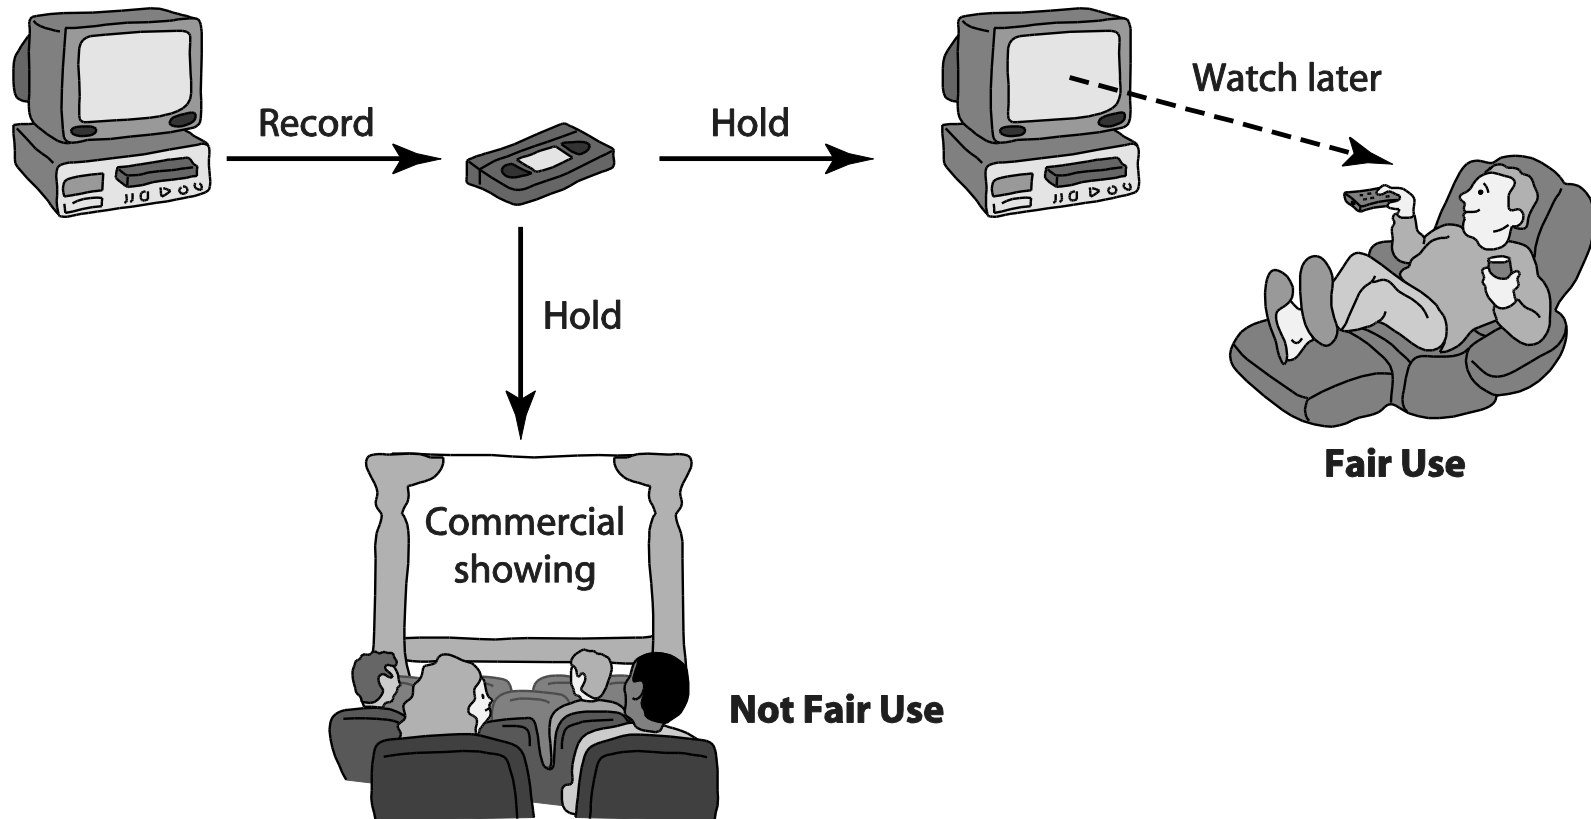 Record
Hold
Watch later
Hold
Fair Use
Commercial
showing
Not Fair Use